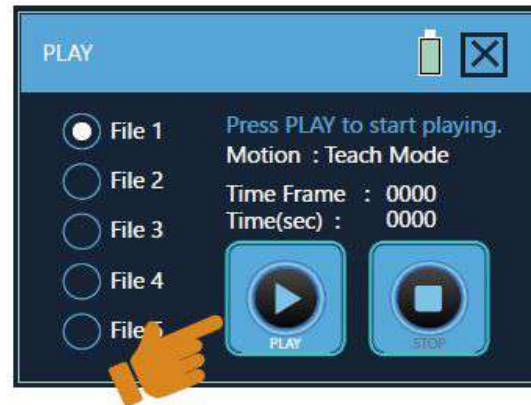 PLAY
File 1
File 2
File 3
File 4
File
Press PLAY to start playing.
Motion : Teach Mode
Time Frame : 0000
Time(sec) : 0000
PLAY
STOP